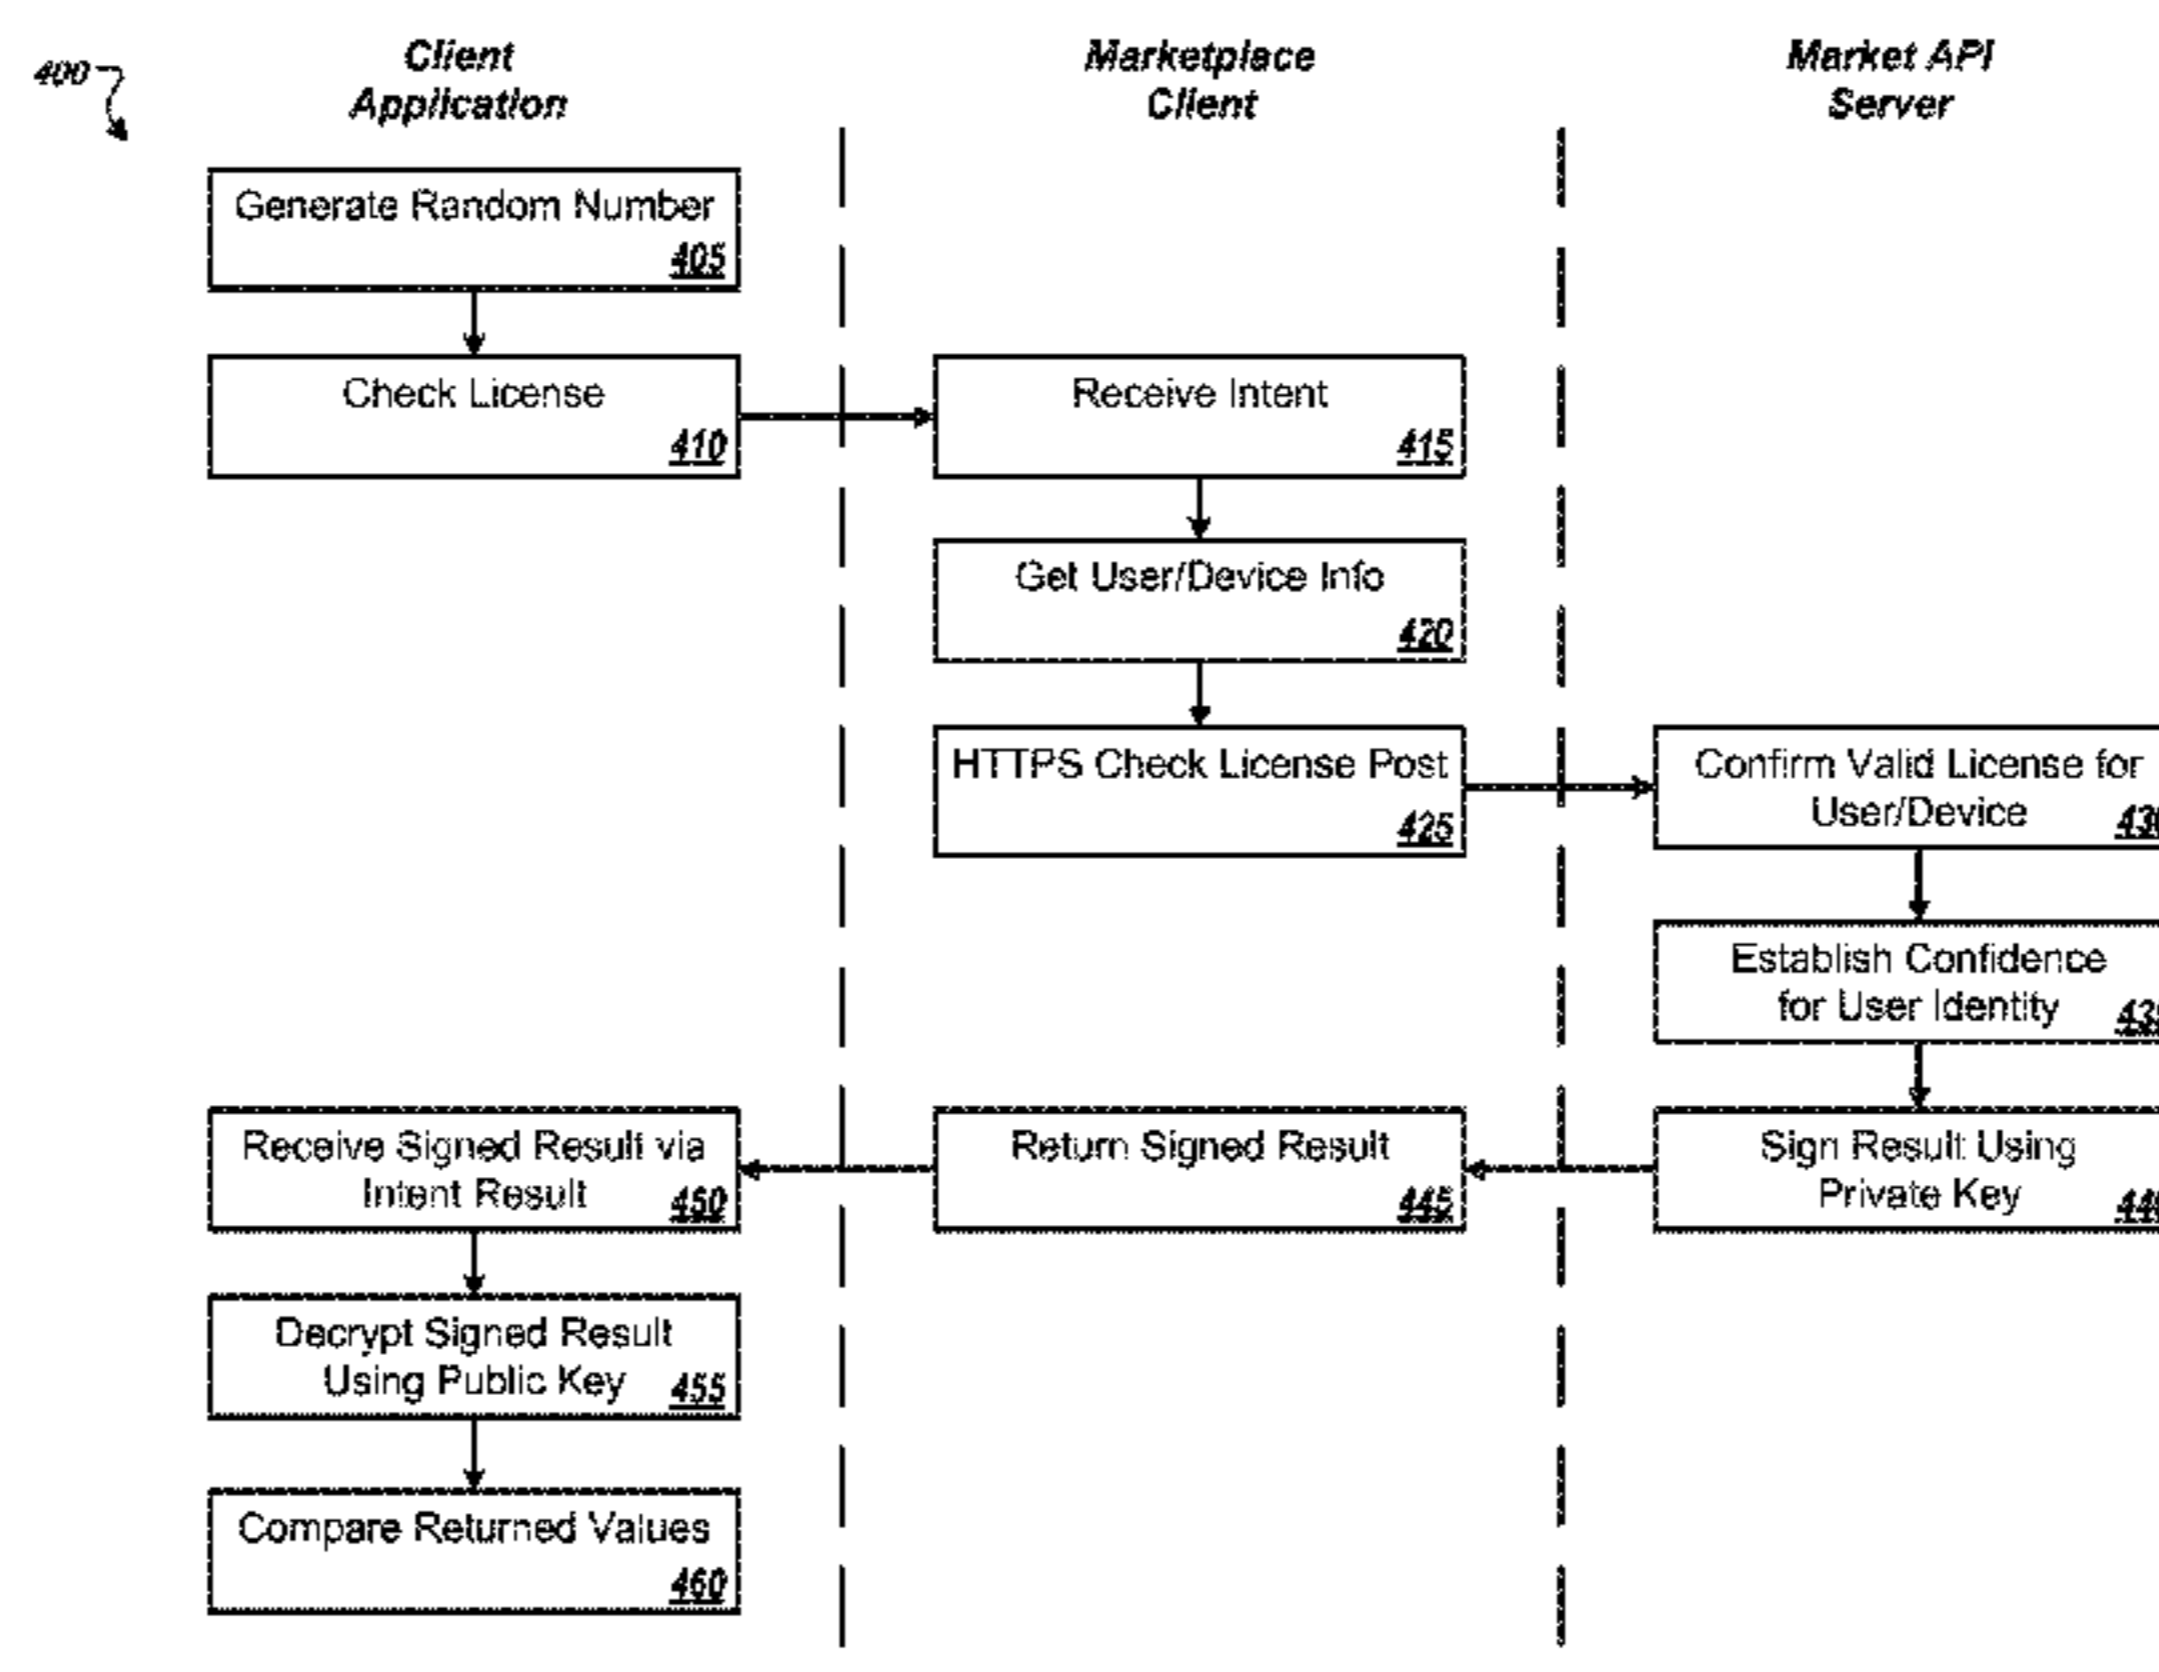 400
Client
Application
Marketplace
Client
Market API
Server
Generate Random Number
405
Check License
410
Receive Intent
415
Get User/Device Info
420
HTTPS Check License Post
425
Confirm Valid License for
User/Device
Establish Confidence
for User Identity
Sign Result Using
Private Key
Return Signed Result
445
Receive Signed Result via
Intent Result
450
Decrypt Signed Result
Using Public Key
455
Compare Returned Values
460